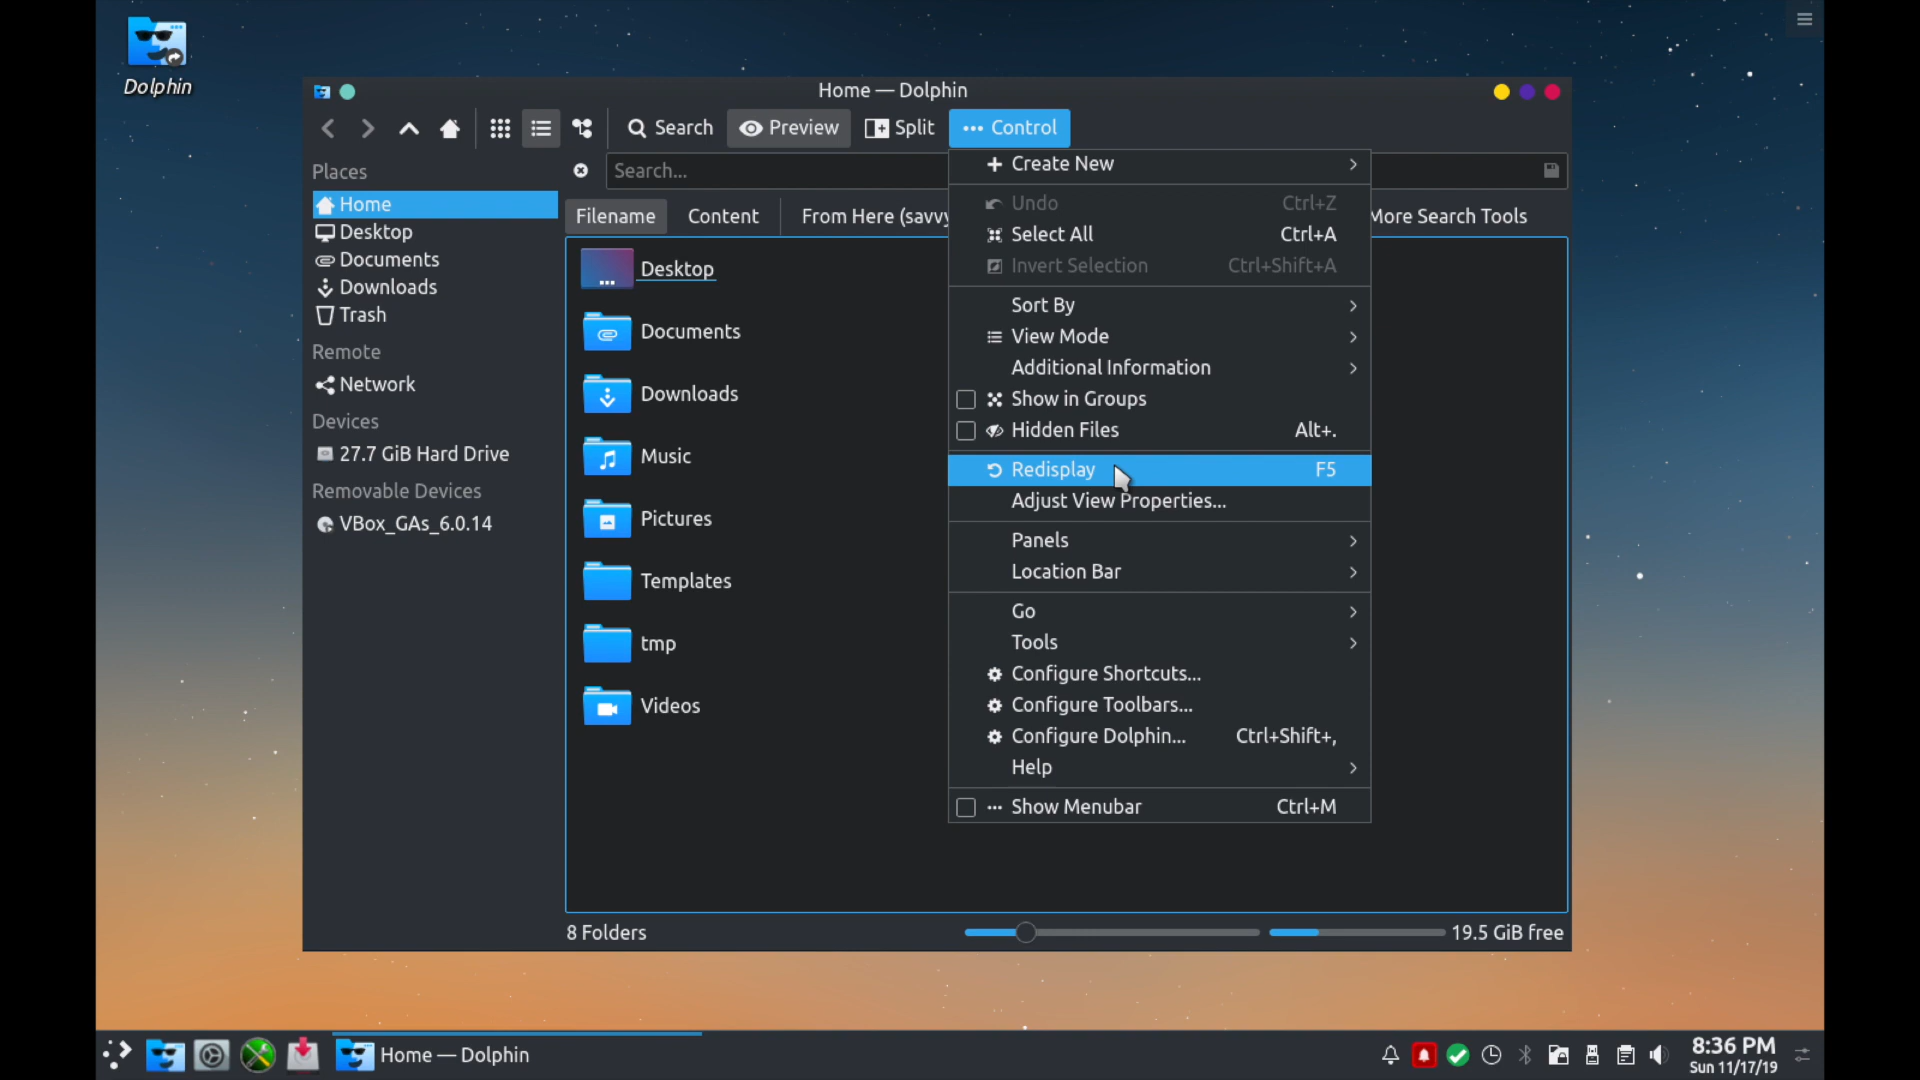 Dolphin
Home — Dolphin
Search
Preview
Split
Control
Places
Home
Desktop
Documents
Downloads
Trash
Remote
Network
Devices
27.7 GiB Hard Drive
Removable Devices
VBox_GAs_6.0.14
Search...
Filename
Content
From Here (savvy
More Search Tools
Desktop
Documents
Downloads
Music
Pictures
Templates
tmp
Videos
Create New
Undo Ctrl+Z
Select All Ctrl+A
Invert Selection Ctrl+Shift+A
Sort By
View Mode
Additional Information
Show in Groups
Hidden Files Alt+.
Redisplay F5
Adjust View Properties...
Panels
Location Bar
Go
Tools
Configure Shortcuts...
Configure Toolbars...
Configure Dolphin... Ctrl+Shift+,
Help
Show Menubar Ctrl+M
8 Folders
19.5 GiB free
Home — Dolphin
8:36 PM
Sun 11/17/19